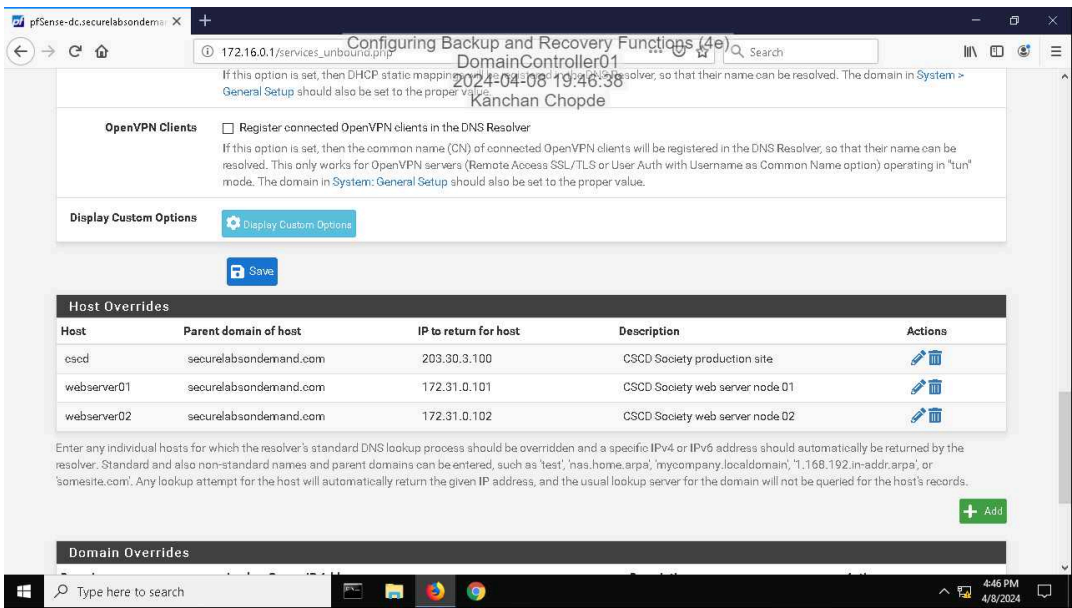 pfSense-dc.securelabsondemar
172.16.0.1/services_unbound.php
Search
Configuring Backup and Recovery Functions (4e)
DomainController01
2024-04-08 19:46:38
Kanchan Chopde
If this option is set, then DHCP static mappings will be registered in the DNS Resolver, so that their name can be resolved. The domain in System >
General Setup should also be set to the proper value.
OpenVPN Clients
Register connected OpenVPN clients in the DNS Resolver
If this option is set, then the common name (CN) of connected OpenVPN clients will be registered in the DNS Resolver, so that their name can be
resolved. This only works for OpenVPN servers (Remote Access SSL/TLS or User Auth with Username as Common Name option) operating in "tun"
mode. The domain in System: General Setup should also be set to the proper value.
Display Custom Options
Display Custom Options
Save
Host Overrides
Host Parent domain of host IP to return for host Description Actions
cscd securelabsondemand.com 203.30.3.100 CSCD Society production site
webserver01 securelabsondemand.com 172.31.0.101 CSCD Society web server node 01
webserver02 securelabsondemand.com 172.31.0.102 CSCD Society web server node 02
Enter any individual hosts for which the resolver's standard DNS lookup process should be overridden and a specific IPv4 or IPv6 address should automatically be returned by the
resolver. Standard and also non-standard names and parent domains can be entered, such as 'test', 'nas.home.arpa', 'mycompany.localdomain', '1.168.192.in-addr.arpa', or
'somesite.com'. Any lookup attempt for the host will automatically return the given IP address, and the usual lookup server for the domain will not be queried for the host's records.
Add
Domain Overrides
Type here to search
4:46 PM
4/8/2024